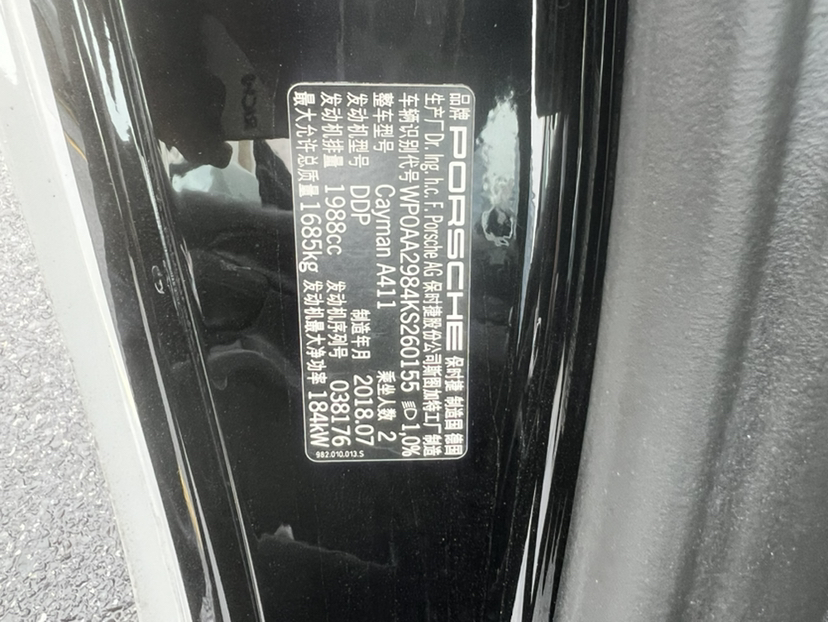 品牌 PORSCHE 保时捷 制造国 德国
生产厂 Dr. Ing. h.c. F. Porsche AG 保时捷股份公司斯图加特工厂制造
车辆识别代号 WP0AA2984KS260155 1,0%
整车型号 Cayman A411 乘坐人数 2
发动机型号 DDP 制造年月 2018.07
发动机排量 1988cc 发动机序列号 038176
最大允许总质量 1685kg 发动机最大净功率 184kW
982.010.013.S